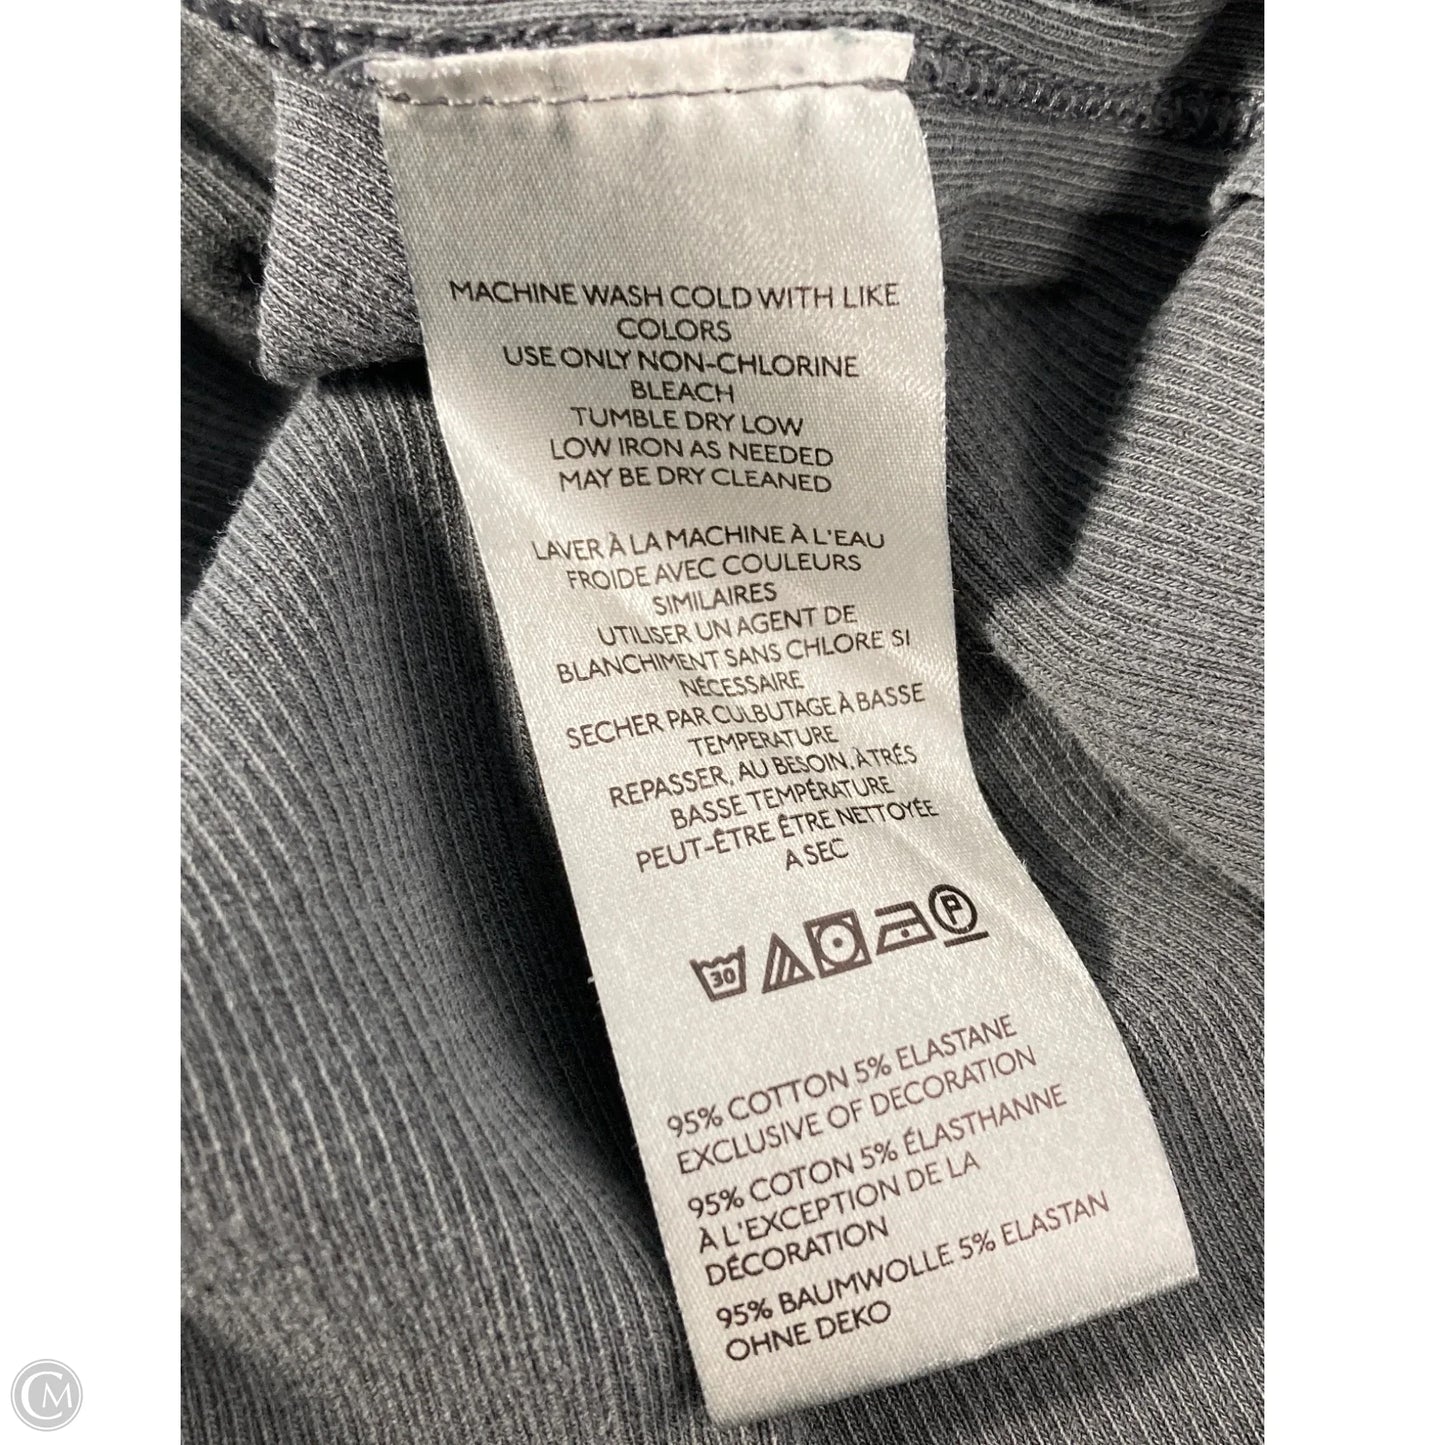 MACHINE WASH COLD WITH LIKE
COLORS
USE ONLY NON-CHLORINE
BLEACH
TUMBLE DRY LOW
LOW IRON AS NEEDED
MAY BE DRY CLEANED
LAVER À LA MACHINE À L'EAU
FROIDE AVEC COULEURS
SIMILAIRES
UTILISER UN AGENT DE
BLANCHIMENT SANS CHLORE SI
NÉCESSAIRE
SECHER PAR CULBUTAGE À BASSE
TEMPERATURE
REPASSER, AU BESOIN, À TRÉS
BASSE TEMPÉRATURE
PEUT-ÊTRE ÊTRE NETTOYÉE
A SEC
30 P
95% COTTON 5% ELASTANE
EXCLUSIVE OF DECORATION
95% COTON 5% ÉLASTHANNE
À L'EXCEPTION DE LA
DÉCORATION
95% BAUMWOLLE 5% ELASTAN
OHNE DEKO
CM